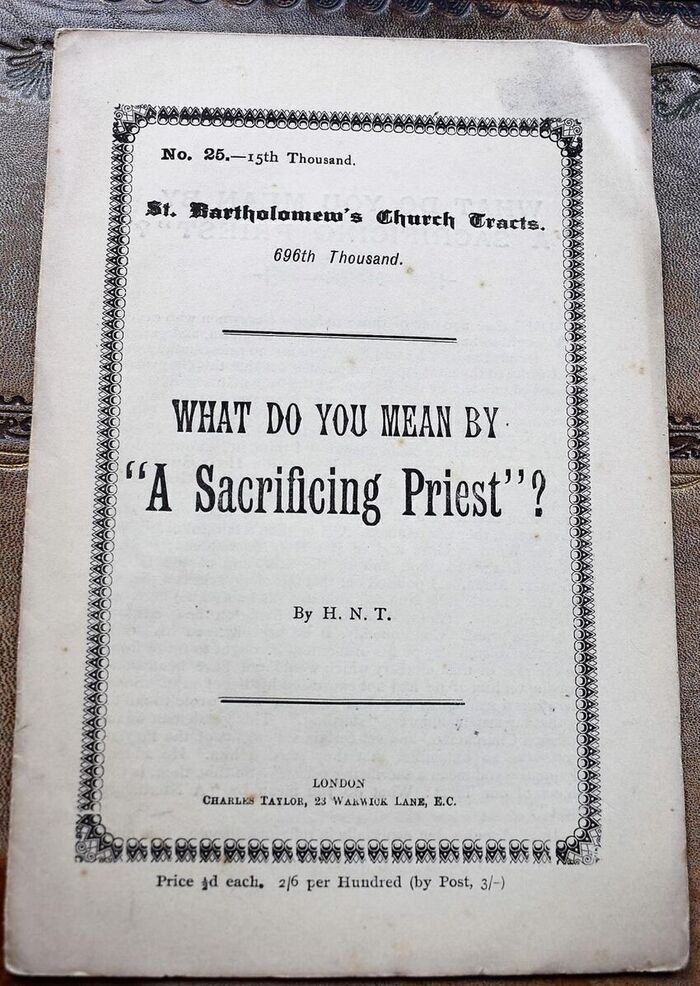 No. 25.—15th Thousand.
St. Bartholomew's Church Tracts.
696th Thousand.
WHAT DO YOU MEAN BY
“A Sacrificing Priest”?
By H. N. T.
LONDON
CHARLES TAYLOR, 23 WARWICK LANE, E.C.
Price ½d each. 2/6 per Hundred (by Post, 3/-)